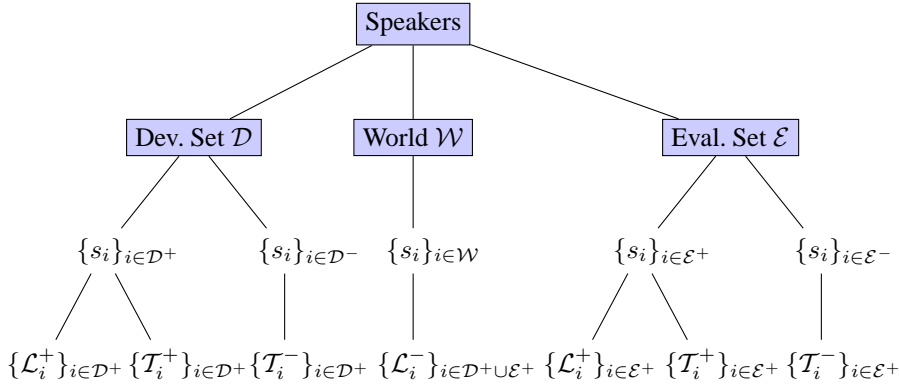 Speakers
Dev. Set 𝒟 World 𝒲 Eval. Set ℰ
{s_i}_{i∈𝒟^+} {s_i}_{i∈𝒟^-} {s_i}_{i∈𝒲} {s_i}_{i∈ℰ^+} {s_i}_{i∈ℰ^-}
{ℒ_i^+}_{i∈𝒟^+} {𝒯_i^+}_{i∈𝒟^+} {𝒯_i^-}_{i∈𝒟^+} {ℒ_i^-}_{i∈𝒟^+∪ℰ^+} {ℒ_i^+}_{i∈ℰ^+} {𝒯_i^+}_{i∈ℰ^+} {𝒯_i^-}_{i∈ℰ^+}